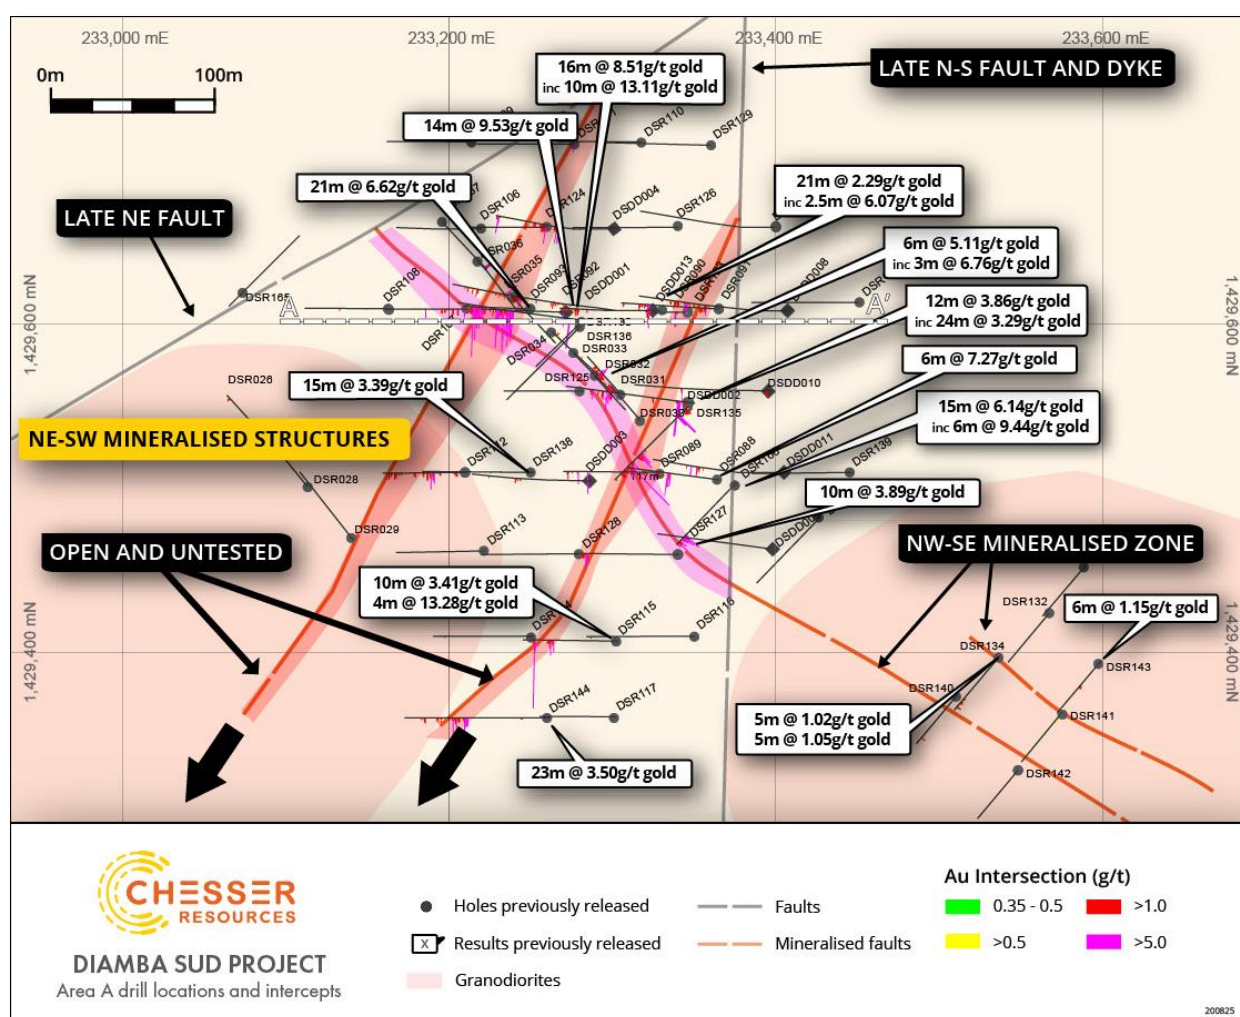 233,000 mE
233,200 mE
233,400 mE
233,600 mE
0m
100m
16m @ 8.51g/t gold
inc 10m @ 13.11g/t gold
LATE N-S FAULT AND DYKE
14m @ 9.53g/t gold
DSR110
DSR129
21m @ 6.62g/t gold
21m @ 2.29g/t gold
inc 2.5m @ 6.07g/t gold
LATE NE FAULT
DSR106
DSR124
DSDD004
DSR126
6m @ 5.11g/t gold
inc 3m @ 6.76g/t gold
DSR108
DSR035
DSR093
DSR092
DSDD001
DSDD013
DSR090
DSR091
DSDD008
DSR165
A
A'
12m @ 3.86g/t gold
inc 24m @ 3.29g/t gold
1,429,600 mN
1,429,600 mN
DSR034
DSR136
DSR033
DSR032
6m @ 7.27g/t gold
DSR026
15m @ 3.39g/t gold
DSR125
DSR031
DSDD002
DSDD010
DSR135
15m @ 6.14g/t gold
inc 6m @ 9.44g/t gold
NE-SW MINERALISED STRUCTURES
DSR112
DSR138
DSDD003
DSR089
DSR088
DSDD011
DSR139
DSR028
10m @ 3.89g/t gold
DSR029
DSR113
DSR128
DSR127
OPEN AND UNTESTED
NW-SE MINERALISED ZONE
10m @ 3.41g/t gold
4m @ 13.28g/t gold
DSR115
DSR116
DSR132
6m @ 1.15g/t gold
DSR134
DSR143
1,429,400 mN
1,429,400 mN
DSR140
DSR144
DSR117
5m @ 1.02g/t gold
5m @ 1.05g/t gold
DSR141
23m @ 3.50g/t gold
DSR142
CHESSER
RESOURCES
DIAMBA SUD PROJECT
Area A drill locations and intercepts
Holes previously released
X
Results previously released
Granodiorites
Faults
Mineralised faults
Au Intersection (g/t)
0.35 - 0.5
>1.0
>0.5
>5.0
200825